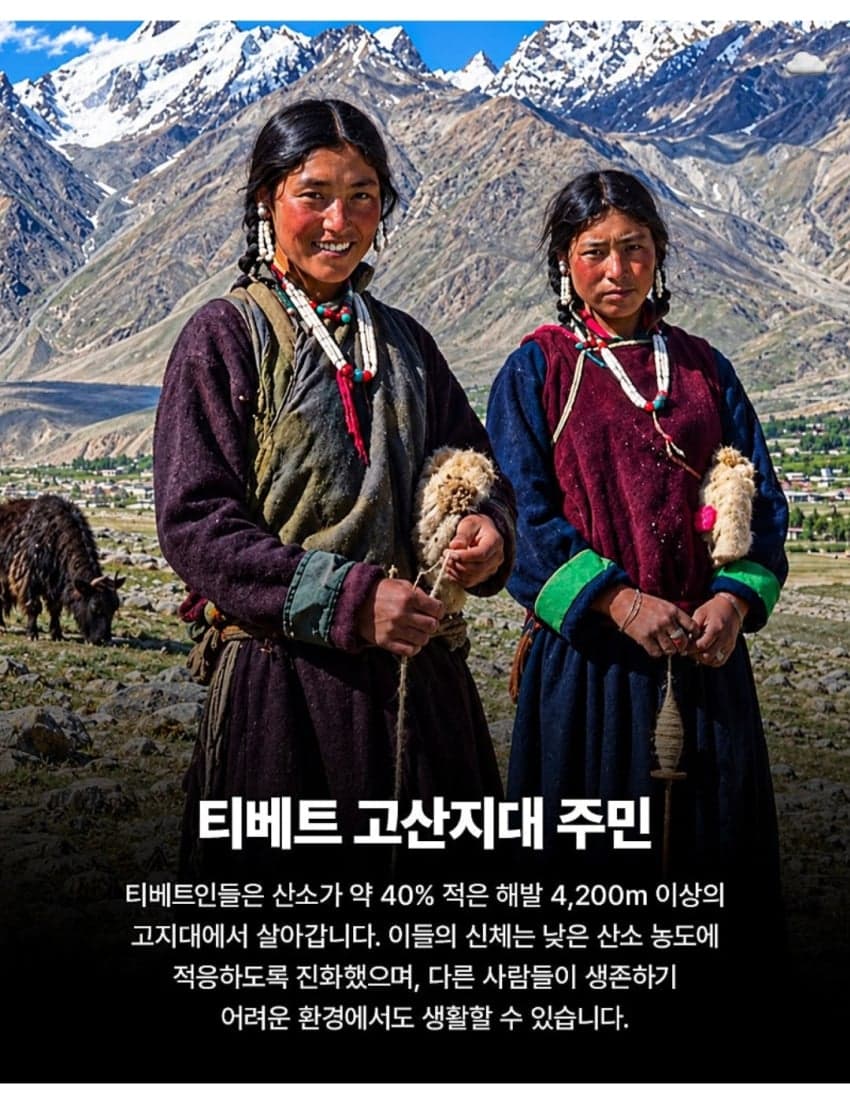 티베트 고산지대 주민
티베트인들은 산소가 약 40% 적은 해발 4,200m 이상의
고지대에서 살아갑니다. 이들의 신체는 낮은 산소 농도에
적응하도록 진화했으며, 다른 사람들이 생존하기
어려운 환경에서도 생활할 수 있습니다.